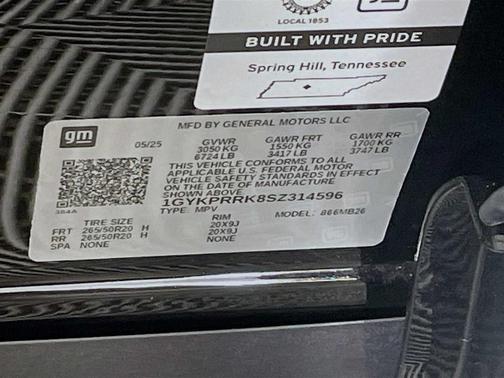 LOCAL 1853
BUILT WITH PRIDE
Spring Hill, Tennessee
MFD BY GENERAL MOTORS LLC
gm
05/25
GVWR GAWR FRT GAWR RR
3050 KG 1550 KG 1700 KG
6724 LB 3417 LB 3747 LB
THIS VEHICLE CONFORMS TO ALL
APPLICABLE U.S. FEDERAL MOTOR
VEHICLE SAFETY STANDARDS IN EFFECT
ON THE DATE OF MANUFACTURE
SHOWN ABOVE
1GYKPRRK8SZ314596
TYPE: MPV MODEL: 866MB26
TIRE SIZE RIM
FRT 265/50R20 H 20X9J
RR 265/50R20 H 20X9J
SPA NONE NONE